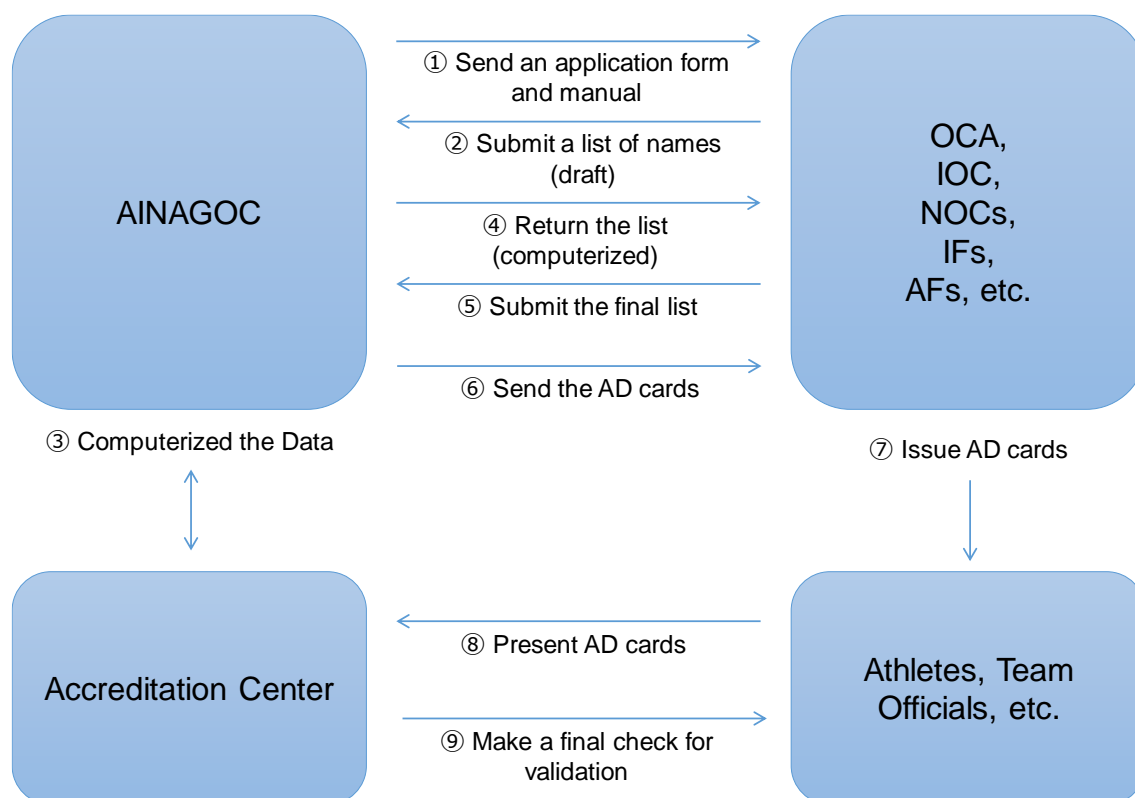 ① Send an application form
and manual
② Submit a list of names
(draft)
AINAGOC
④ Return the list
(computerized)
⑤ Submit the final list
⑥ Send the AD cards
OCA,
IOC,
NOCs,
IFs,
AFs, etc.
③ Computerized the Data
⑦ Issue AD cards
Accreditation Center
⑧ Present AD cards
⑨ Make a final check for
validation
Athletes, Team
Officials, etc.